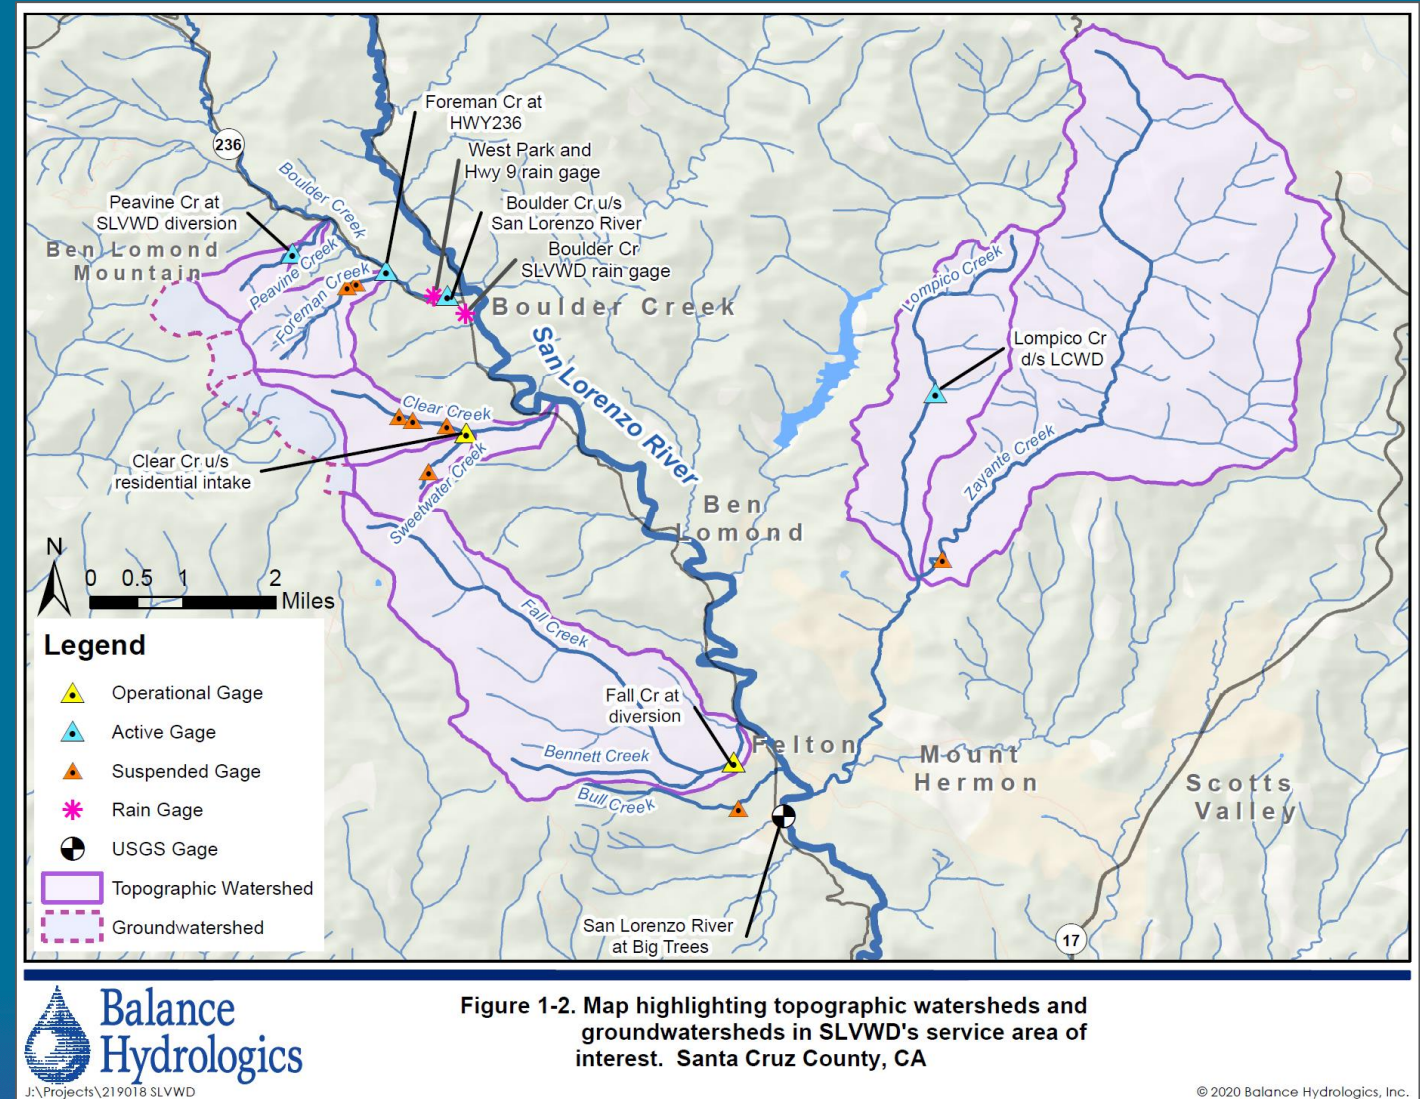 Foreman Cr at
HWY236
236
West Park and
Hwy 9 rain gage
Boulder Creek
Peavine Cr at
SLVWD diversion
Boulder Cr u/s
San Lorenzo River
Ben Lomond
Mountain
Boulder Cr
SLVWD rain gage
Peavine Creek
Foreman Creek
Boulder Creek
Lompico Creek
San Lorenzo River
Lompico Cr
d/s LCWD
Clear Creek
Clear Cr u/s
residential intake
Sweetwater Creek
Zayante Creek
Ben
Lomond
N
0 0.5 1 2
Miles
Fall Creek
Legend
Operational Gage
Active Gage
Suspended Gage
Rain Gage
USGS Gage
Topographic Watershed
Groundwatershed
Fall Cr at
diversion
Felton
Bennett Creek
Bull Creek
Mount
Hermon
Scotts
Valley
San Lorenzo River
at Big Trees
17
Balance
Hydrologics
Figure 1-2. Map highlighting topographic watersheds and
groundwatersheds in SLVWD's service area of
interest. Santa Cruz County, CA
J:\Projects\219018 SLVWD
© 2020 Balance Hydrologics, Inc.